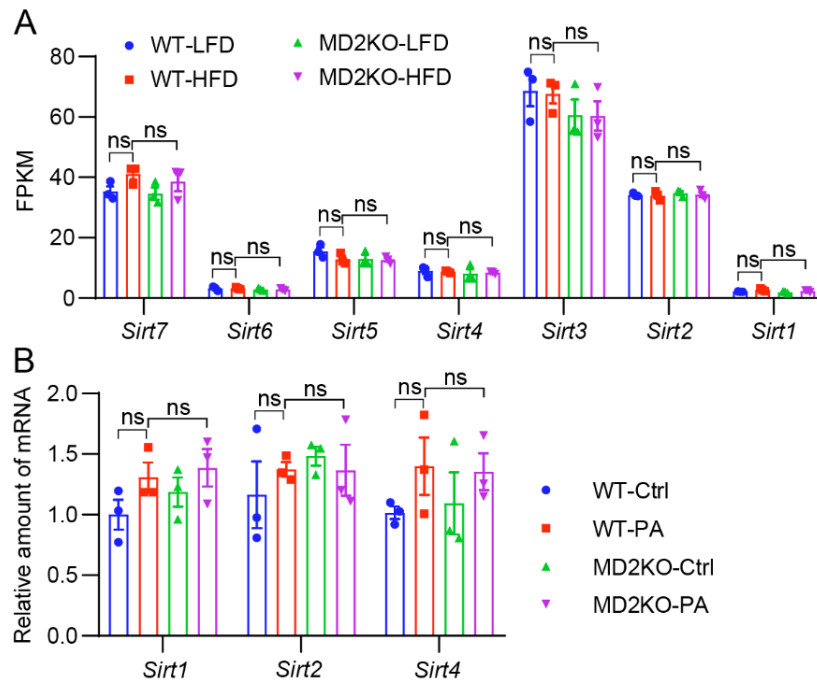 A
WT-LFD
MD2KO-LFD
WT-HFD
MD2KO-HFD
FPKM
80
60
40
20
0
ns ns
ns ns
ns ns
ns ns
ns ns
ns ns
ns ns
Sirt7 Sirt6 Sirt5 Sirt4 Sirt3 Sirt2 Sirt1
B
Relative amount of mRNA
2.0
1.5
1.0
0.5
0.0
ns ns
ns ns
ns ns
Sirt1 Sirt2 Sirt4
WT-Ctrl
WT-PA
MD2KO-Ctrl
MD2KO-PA